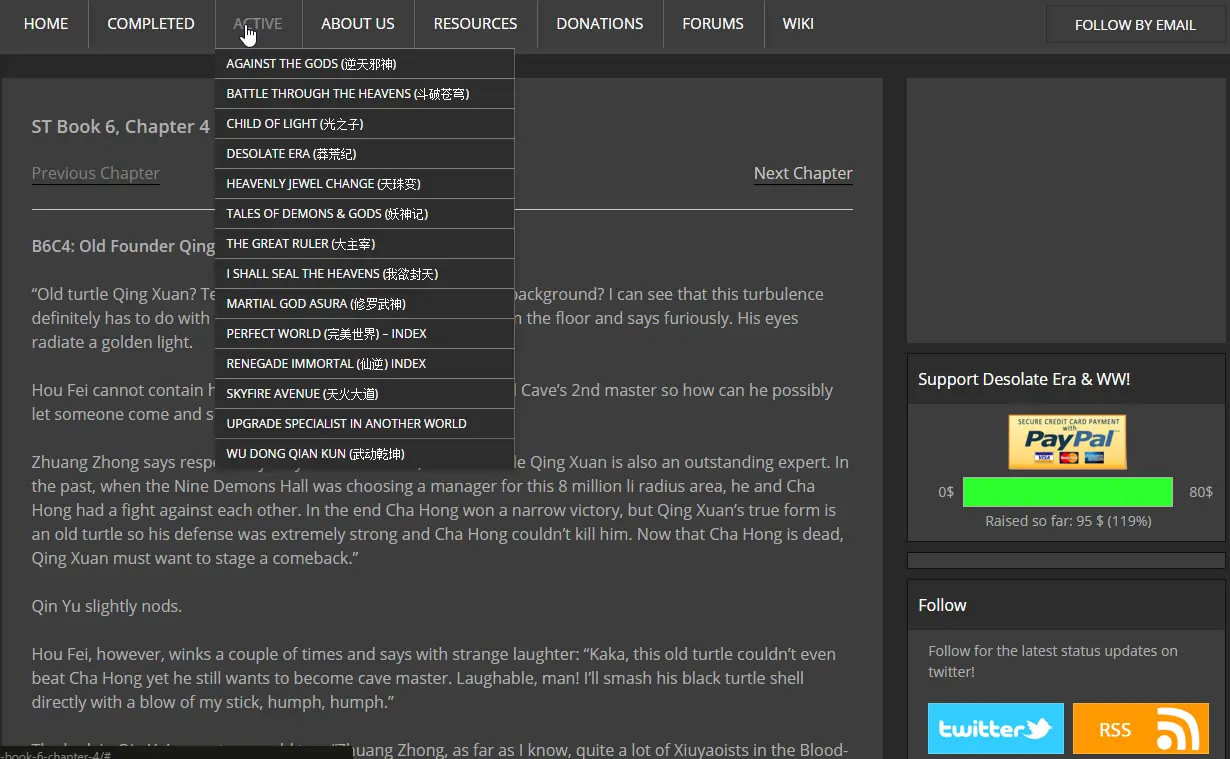 HOME COMPLETED ACTIVE ABOUT US RESOURCES DONATIONS FORUMS WIKI FOLLOW BY EMAIL
AGAINST THE GODS (逆天邪神)
BATTLE THROUGH THE HEAVENS (斗破苍穹)
CHILD OF LIGHT (光之子)
DESOLATE ERA (莽荒纪)
HEAVENLY JEWEL CHANGE (天珠变)
TALES OF DEMONS & GODS (妖神记)
THE GREAT RULER (大主宰)
I SHALL SEAL THE HEAVENS (我欲封天)
MARTIAL GOD ASURA (修罗武神)
PERFECT WORLD (完美世界) – INDEX
RENEGADE IMMORTAL (仙逆) INDEX
SKYFIRE AVENUE (天火大道)
UPGRADE SPECIALIST IN ANOTHER WORLD
WU DONG QIAN KUN (武动乾坤)
ST Book 6, Chapter 4
Previous Chapter Next Chapter
B6C4: Old Founder Qing
“Old turtle Qing Xuan? background? I can see that this turbulence
definitely has to do with the floor and says furiously. His eyes
radiate a golden light.
Hou Fei cannot contain Cave’s 2nd master so how can he possibly
let someone come and
Zhuang Zhong says Qing Xuan is also an outstanding expert. In
the past, when the Nine Demons Hall was choosing a manager for this 8 million li radius area, he and Cha
Hong had a fight against each other. In the end Cha Hong won a narrow victory, but Qing Xuan’s true form is
an old turtle so his defense was extremely strong and Cha Hong couldn’t kill him. Now that Cha Hong is dead,
Qing Xuan must want to stage a comeback.”
Qin Yu slightly nods.
Hou Fei, however, winks a couple of times and says with strange laughter: “Kaka, this old turtle couldn’t even
beat Cha Hong yet he still wants to become cave master. Laughable, man! I’ll smash his black turtle shell
directly with a blow of my stick, humph, humph.”
“Zhuang Zhong, as far as I know, quite a lot of Xiuyaoists in the Blood-
-book-6-chapter-4/#
Support Desolate Era & WW!
SECURE CREDIT CARD PAYMENT
with
PayPal
VISA
0$ 80$
Raised so far: 95 $ (119%)
Follow
Follow for the latest status updates on
twitter!
twitter RSS